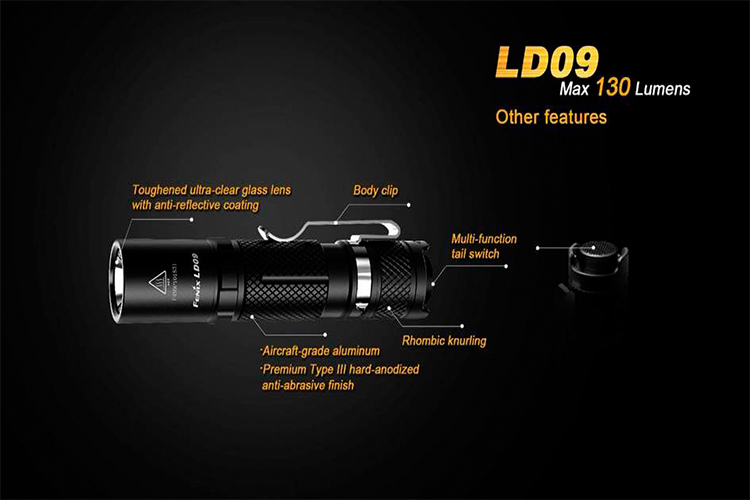 LD09
Max 130 Lumens
Other features
Toughened ultra-clear glass lens
with anti-reflective coating
Body clip
Multi-function
tail switch
FENIX LD09
Rhombic knurling
·Aircraft-grade aluminum
·Premium Type III hard-anodized
anti-abrasive finish